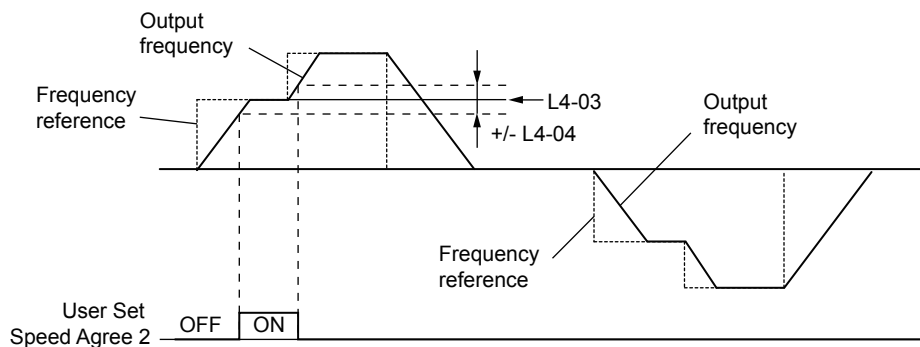 Output
frequency
Frequency
reference
L4-03
+/- L4-04
Output
frequency
Frequency
reference
User Set
Speed Agree 2
OFF
ON